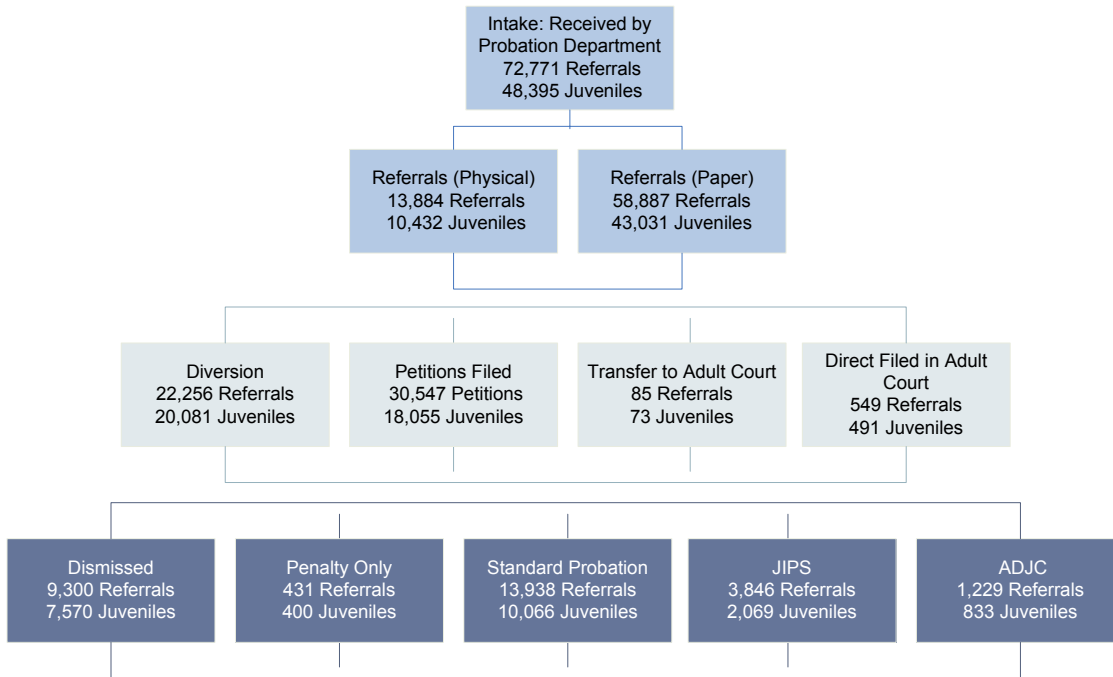 Intake: Received by
Probation Department
72,771 Referrals
48,395 Juveniles
Referrals (Physical)
13,884 Referrals
10,432 Juveniles
Referrals (Paper)
58,887 Referrals
43,031 Juveniles
Diversion
22,256 Referrals
20,081 Juveniles
Petitions Filed
30,547 Petitions
18,055 Juveniles
Transfer to Adult Court
85 Referrals
73 Juveniles
Direct Filed in Adult
Court
549 Referrals
491 Juveniles
Dismissed
9,300 Referrals
7,570 Juveniles
Penalty Only
431 Referrals
400 Juveniles
Standard Probation
13,938 Referrals
10,066 Juveniles
JIPS
3,846 Referrals
2,069 Juveniles
ADJC
1,229 Referrals
833 Juveniles